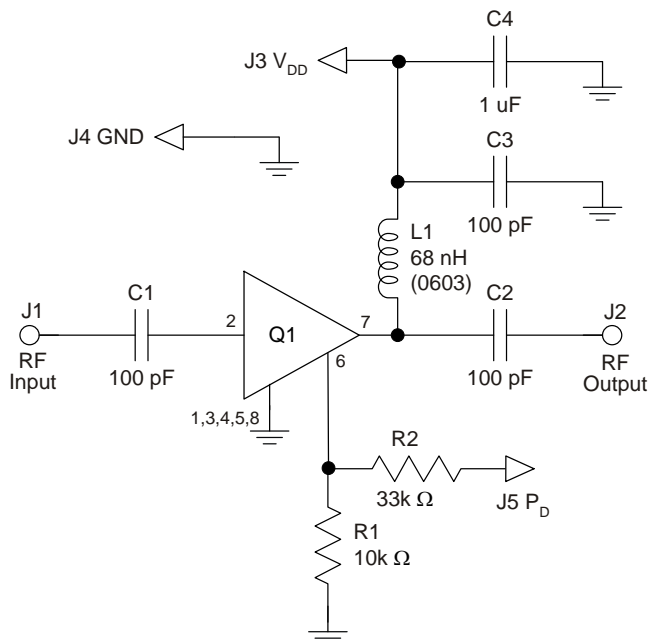 C4
J3 V_DD
1 uF
J4 GND
C3
100 pF
L1
68 nH
(0603)
J1
C1
2
Q1
7
C2
J2
6
RF
Input
100 pF
100 pF
RF
Output
1,3,4,5,8
R2
33k Ω
J5 P_D
R1
10k Ω